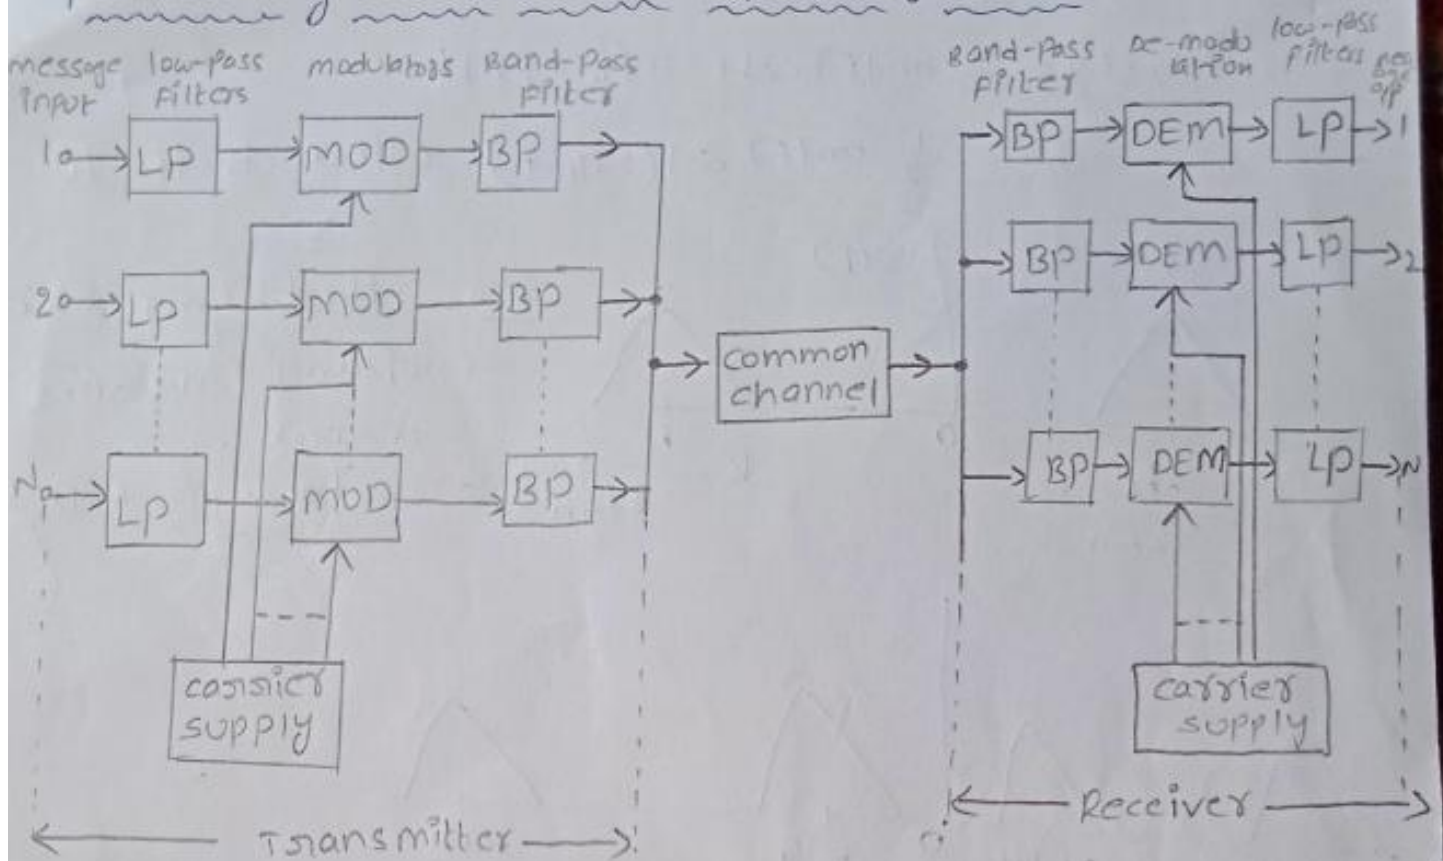 message
input
low-pass
Filters
modulators
Band-Pass
Filter
Band-Pass
Filter
De-modu
lation
low-pass
Filters
1 LP MOD BP
BP DEM LP 1
2 LP MOD BP
BP DEM LP 2
common
channel
N LP MOD BP
BP DEM LP N
carrier
supply
carrier
supply
Transmitter
Receiver